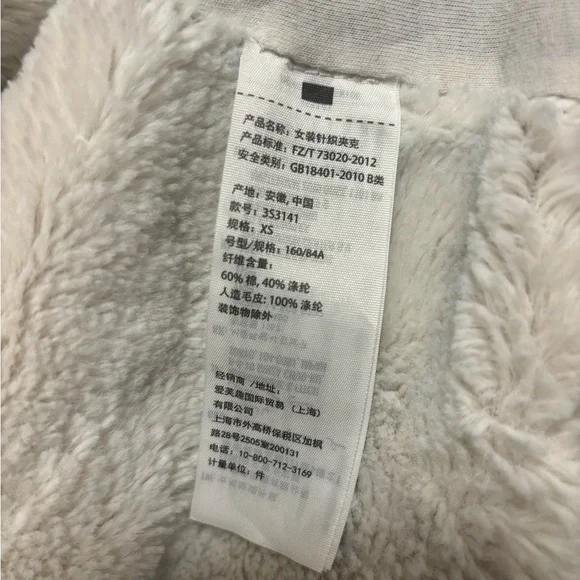 产品名称: 女装针织夹克
产品标准: FZ/T 73020-2012
安全类别: GB18401-2010 B类
产地: 安徽, 中国
款号: 3S3141
规格: XS
号型/规格: 160/84A
纤维含量:
60% 棉, 40% 涤纶
人造毛皮: 100% 涤纶
装饰物除外
经销商 /地址:
爱芙趣国际贸易 (上海)
有限公司
上海市外高桥保税区加枫
路28号2505室200131
电话: 10-800-712-3169
计量单位: 件